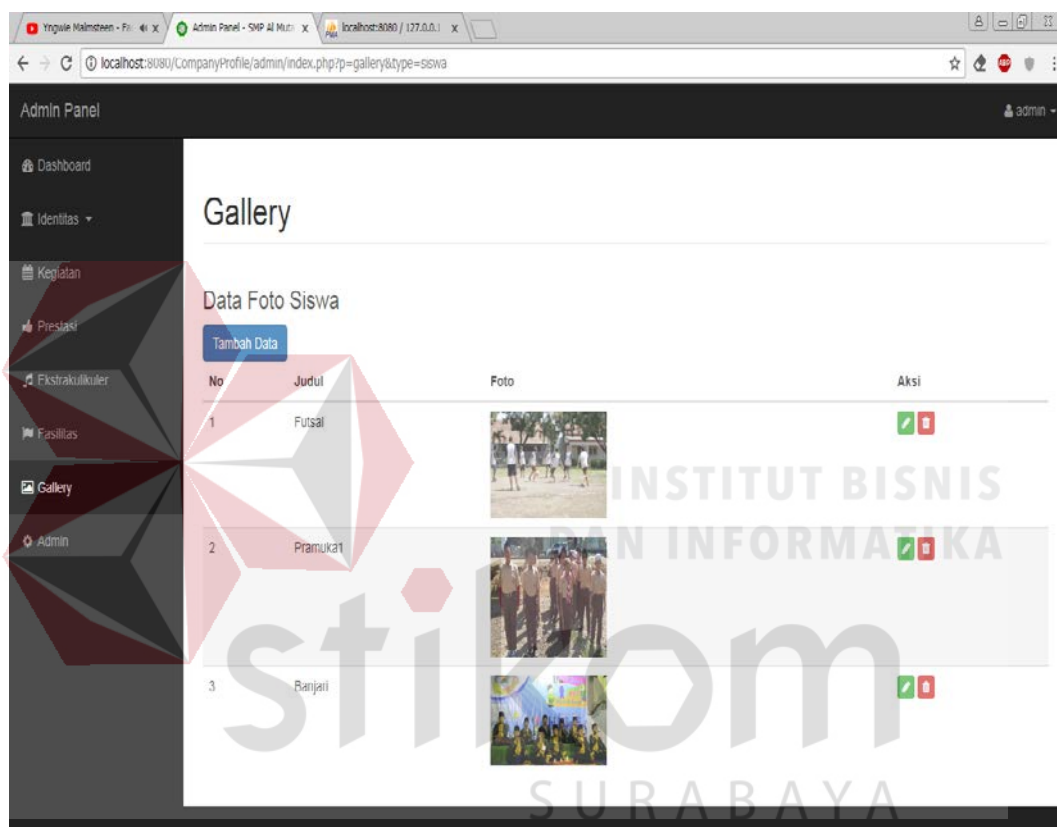 Yngwie Malmsteen - Fa
Admin Panel - SMP Al Muta
localhost:8080 / 127.0.0.1
localhost:8080/CompanyProfile/admin/index.php?p=gallery&type=siswa
ABP
Admin Panel
admin
Dashboard
Identitas
Kegiatan
Prestasi
Ekstrakulikuler
Fasilitas
Gallery
Admin
Gallery
Data Foto Siswa
Tambah Data
No Judul Foto Aksi
1 Futsal
2 Pramuka1
3 Banjari
INSTITUT BISNIS
DAN INFORMATIKA
stikom
SURABAYA